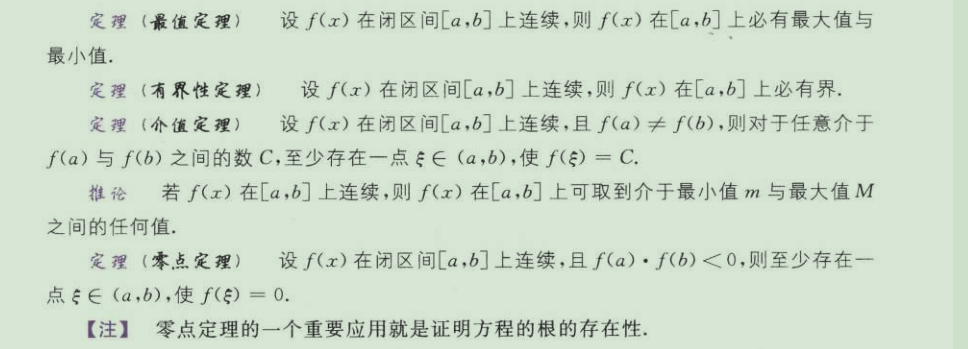 定理（最值定理） 设 f(x) 在闭区间[a,b]上连续,则 f(x) 在[a,b]上必有最大值与
最小值.
定理（有界性定理） 设 f(x) 在闭区间[a,b]上连续,则 f(x) 在[a,b]上必有界.
定理（介值定理） 设 f(x) 在闭区间[a,b]上连续,且 f(a) ≠ f(b),则对于任意介于
f(a) 与 f(b) 之间的数 C,至少存在一点 ξ ∈ (a,b),使 f(ξ) = C.
推论 若 f(x) 在[a,b]上连续,则 f(x) 在[a,b]上可取到介于最小值 m 与最大值 M
之间的任何值.
定理（零点定理） 设 f(x) 在闭区间[a,b]上连续,且 f(a)·f(b)<0,则至少存在一
点 ξ ∈ (a,b),使 f(ξ) = 0.
【注】 零点定理的一个重要应用就是证明方程的根的存在性.